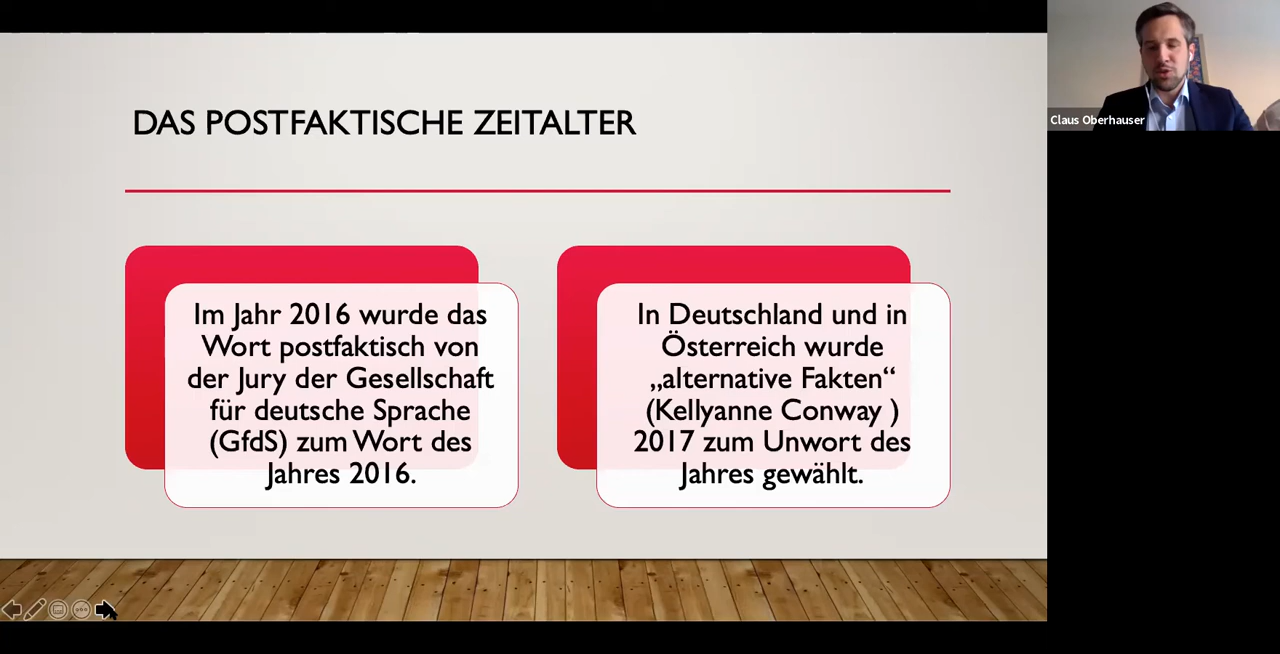 DAS POSTFAKTISCHE ZEITALTER
Im Jahr 2016 wurde das
Wort postfaktisch von
der Jury der Gesellschaft
für deutsche Sprache
(GfdS) zum Wort des
Jahres 2016.
In Deutschland und in
Österreich wurde
„alternative Fakten“
(Kellyanne Conway )
2017 zum Unwort des
Jahres gewählt.
Claus Oberhauser